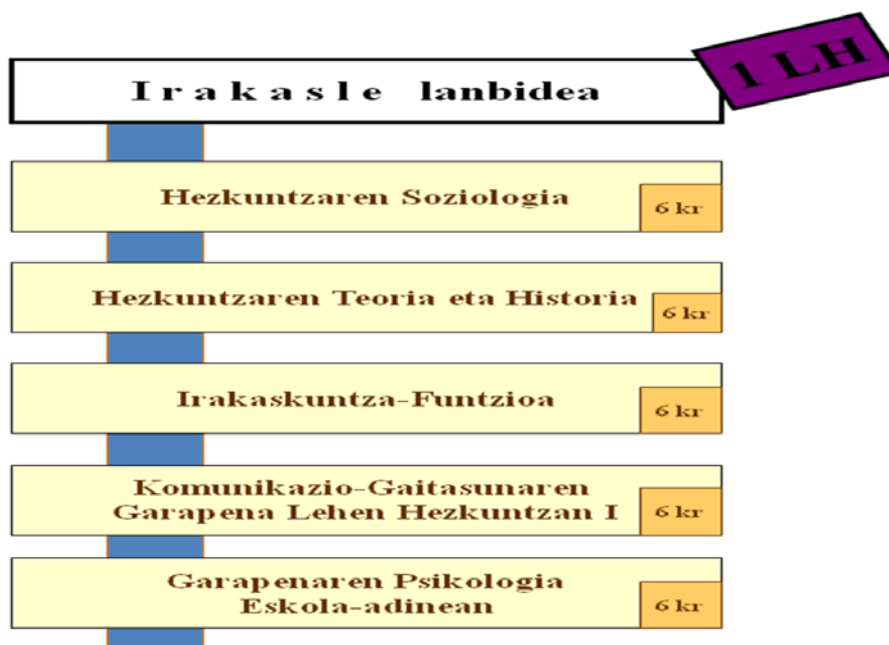 1 LH
Irakasle lanbidea
Hezkuntzaren Soziologia
6 kr
Hezkuntzaren Teoria eta Historia
6 kr
Irakaskuntza-Funtzioa
6 kr
Komunikazio-Gaitasunaren
Garapena Lehen Hezkuntzan I
6 kr
Garapenaren Psikologia
Eskola-adinean
6 kr